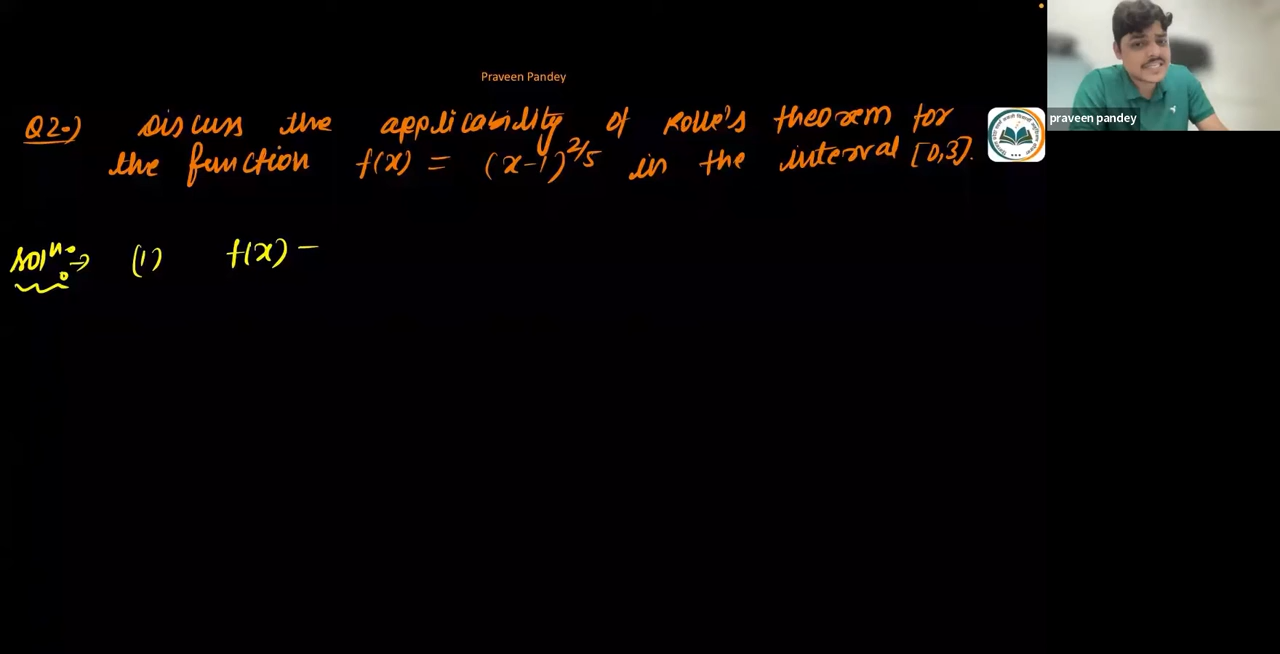 Praveen Pandey
praveen pandey
Q2.) Discuss the applicability of Rolle's theorem for
the function f(x) = (x-1)^2/5 in the interval [0,3].
Solⁿ. → (1) f(x) =